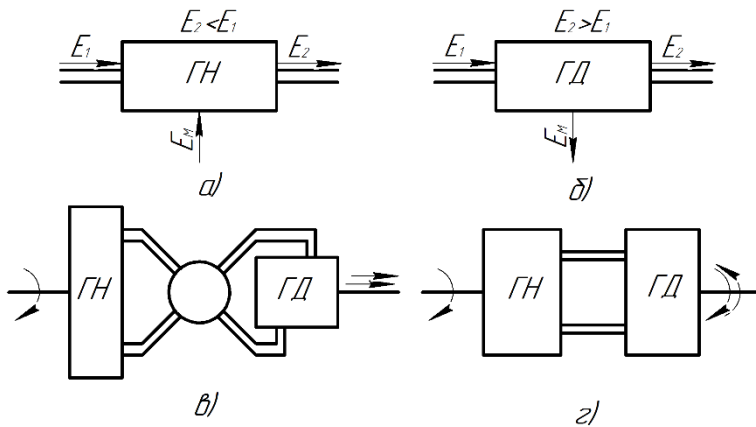 E₂<E₁
E₁ ГН E₂
Eм
а)
E₂>E₁
E₁ ГД E₂
Eм
б)
ГН ГД
в)
ГН ГД
г)